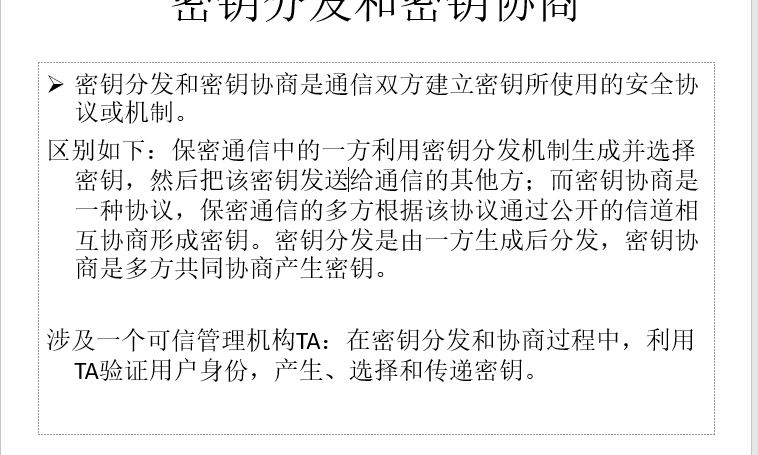 密钥分发和密钥协商
➢ 密钥分发和密钥协商是通信双方建立密钥所使用的安全协
议或机制。
区别如下：保密通信中的一方利用密钥分发机制生成并选择
密钥，然后把该密钥发送给通信的其他方；而密钥协商是
一种协议，保密通信的多方根据该协议通过公开的信道相
互协商形成密钥。密钥分发是由一方生成后分发，密钥协
商是多方共同协商产生密钥。
涉及一个可信管理机构TA：在密钥分发和协商过程中，利用
TA验证用户身份，产生、选择和传递密钥。